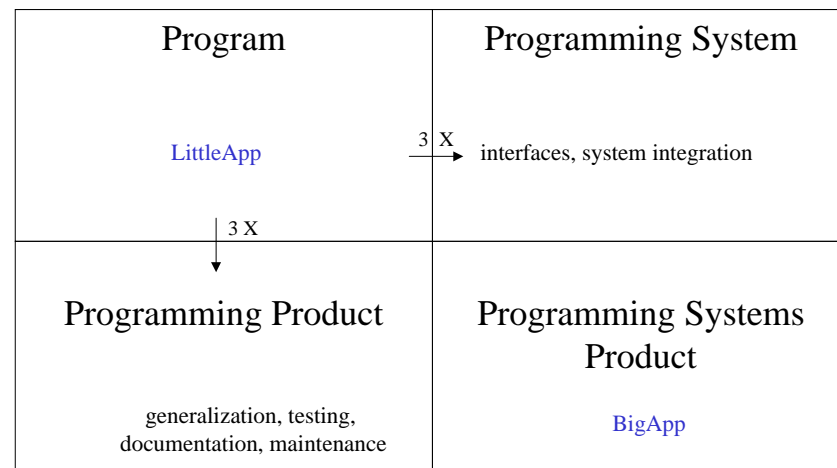 Program
LittleApp
3 X
Programming System
interfaces, system integration
3 X
Programming Product
generalization, testing,
documentation, maintenance
Programming Systems
Product
BigApp